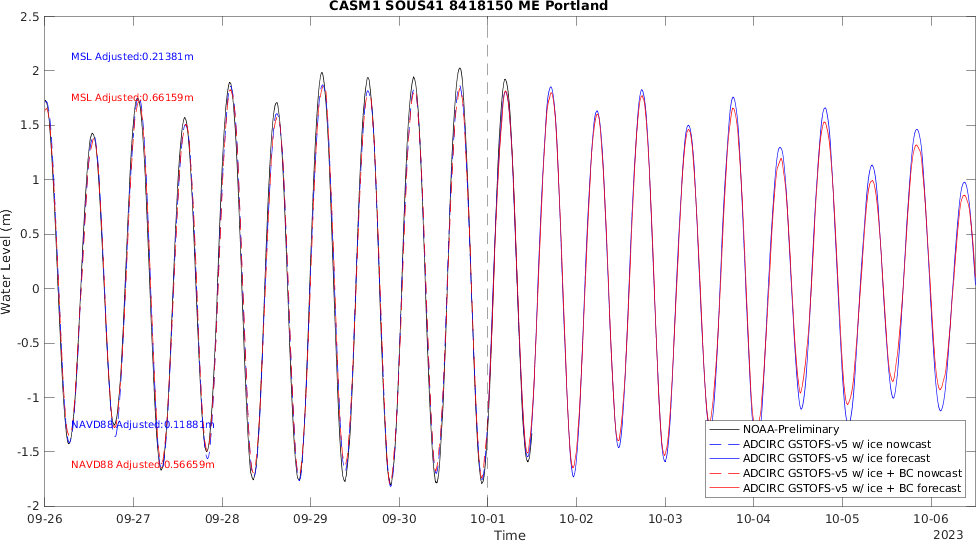 CASM1 SOUS41 8418150 ME Portland
2.5
2
1.5
1
0.5
0
-0.5
-1
-1.5
-2
Water Level (m)
MSL Adjusted:0.21381m
MSL Adjusted:0.66159m
NAVD88 Adjusted:0.11881m
NAVD88 Adjusted:0.56659m
NOAA-Preliminary
ADCIRC GSTOFS-v5 w/ ice nowcast
ADCIRC GSTOFS-v5 w/ ice forecast
ADCIRC GSTOFS-v5 w/ ice + BC nowcast
ADCIRC GSTOFS-v5 w/ ice + BC forecast
09-26 09-27 09-28 09-29 09-30 10-01 10-02 10-03 10-04 10-05 10-06
Time
2023